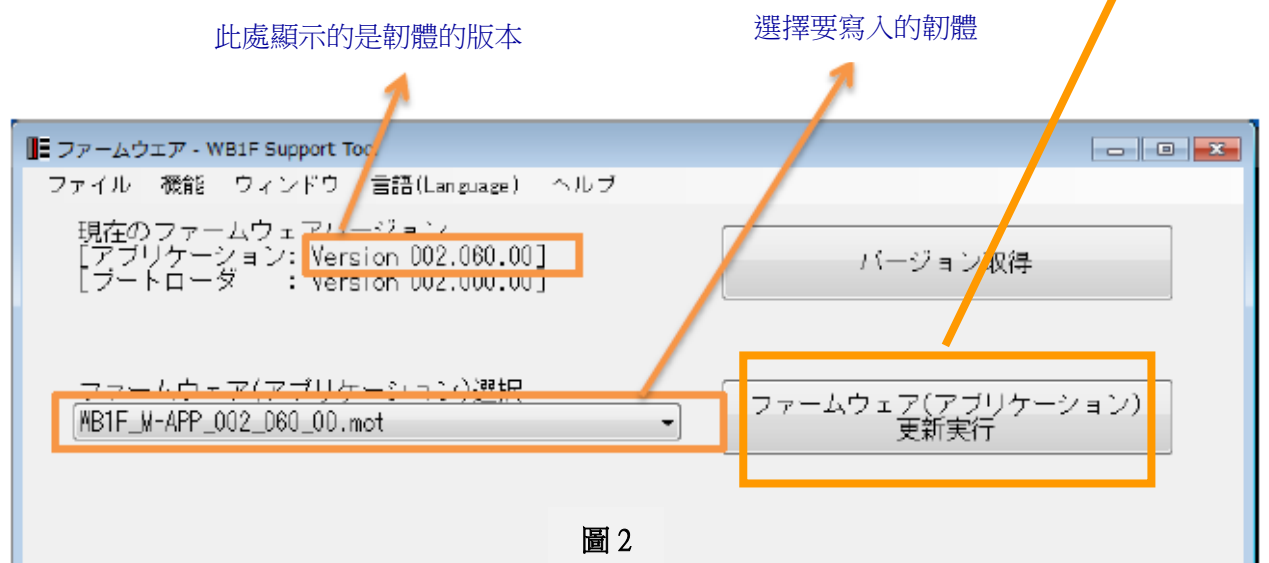 此處顯示的是韌體的版本
選擇要寫入的韌體
ファームウエア - WB1F Support Tool
ファイル 機能 ウィンドウ 言語(Language) ヘルプ
現在のファームウェアバージョン
[アプリケーション: Version 002.060.00]
[ブートローダ : Version 002.000.00]
バージョン取得
ファームウェア(アプリケーション)選択
WB1F_M-APP_002_060_00.mot
ファームウェア(アプリケーション)
更新実行
圖 2